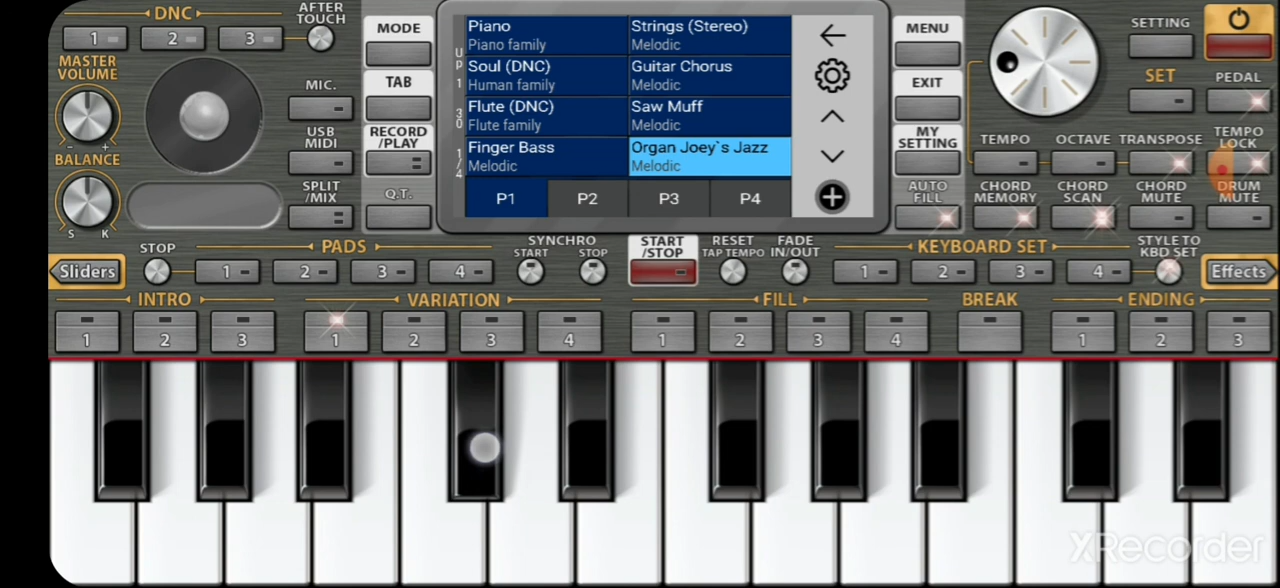 DNC
AFTER
TOUCH
1
2
3
MASTER
VOLUME
- +
BALANCE
S K
MIC.
USB
MIDI
SPLIT
/MIX
MODE
TAB
RECORD
/PLAY
Q.T.
Up 1
30
1/4
Piano
Piano family
Strings (Stereo)
Melodic
Soul (DNC)
Human family
Guitar Chorus
Melodic
Flute (DNC)
Flute family
Saw Muff
Melodic
Finger Bass
Melodic
Organ Joey`s Jazz
Melodic
P1
P2
P3
P4
MENU
EXIT
MY
SETTING
AUTO
FILL
SETTING
SET
PEDAL
TEMPO
OCTAVE
TRANSPOSE
TEMPO
LOCK
CHORD
MEMORY
CHORD
SCAN
CHORD
MUTE
DRUM
MUTE
Sliders
STOP
PADS
1
2
3
4
SYNCHRO
START
STOP
START
/STOP
RESET
TAP TEMPO
FADE
IN/OUT
KEYBOARD SET
1
2
3
4
STYLE TO
KBD SET
Effects
INTRO
1
2
3
VARIATION
1
2
3
4
FILL
1
2
3
4
BREAK
ENDING
1
2
3
XRecorder